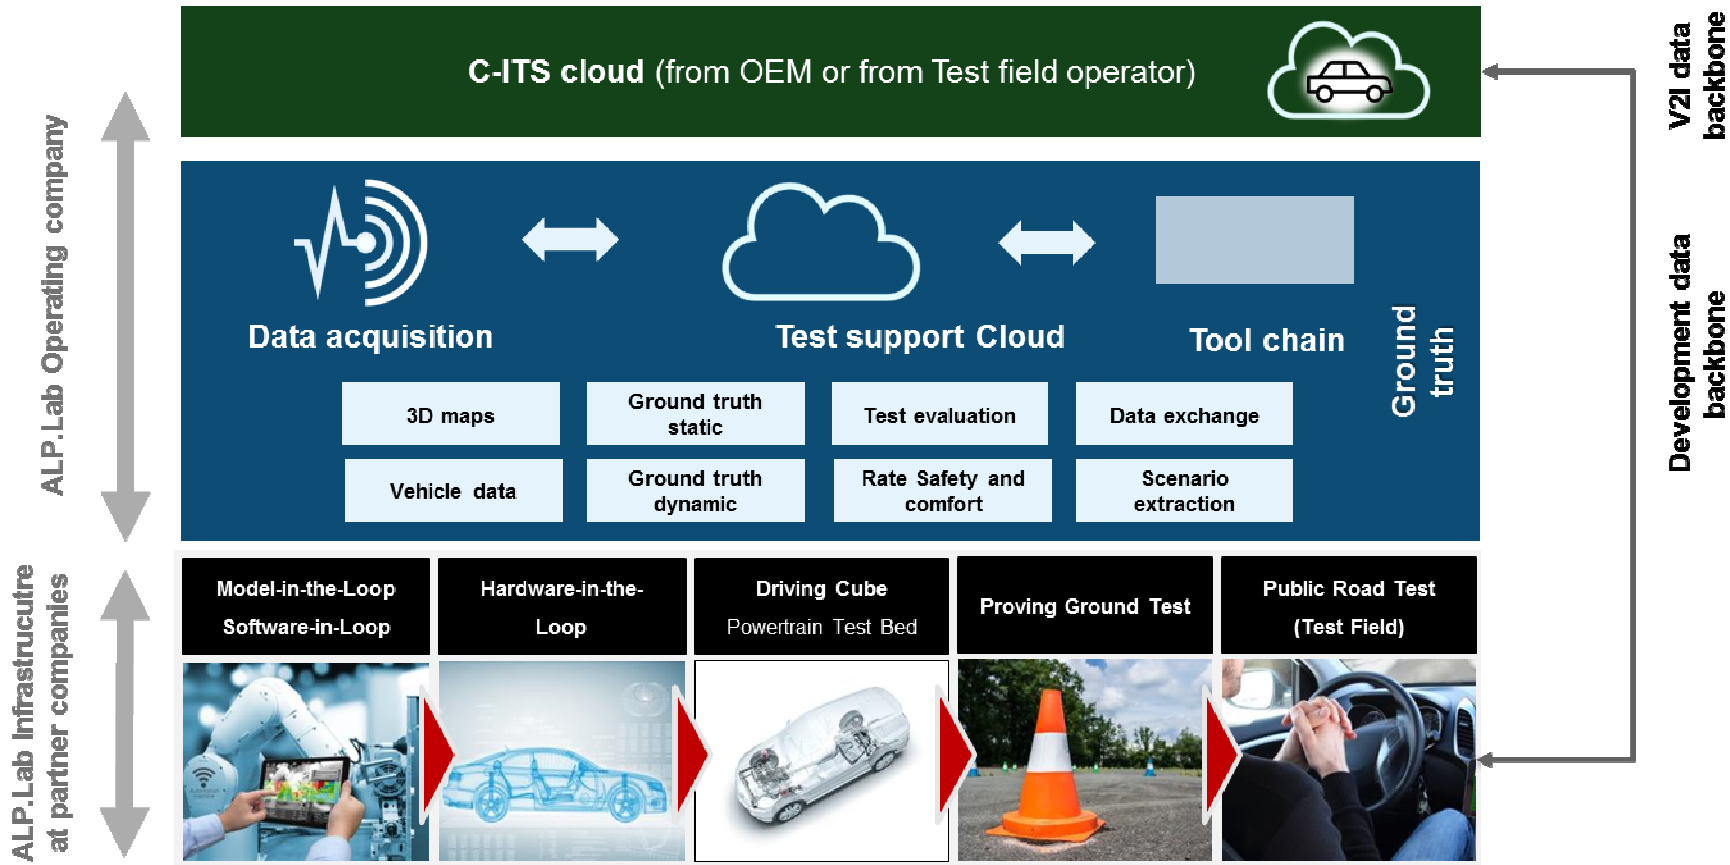 C-ITS cloud (from OEM or from Test field operator)
V2I data
backbone
ALP.Lab Operating company
Data acquisition
Test support Cloud
Tool chain
Ground
truth
Development data
backbone
3D maps
Ground truth
static
Test evaluation
Data exchange
Vehicle data
Ground truth
dynamic
Rate Safety and
comfort
Scenario
extraction
ALP.Lab Infrastrucutre
at partner companies
Model-in-the-Loop
Software-in-Loop
Hardware-in-the-
Loop
Driving Cube
Powertrain Test Bed
Proving Ground Test
Public Road Test
(Test Field)